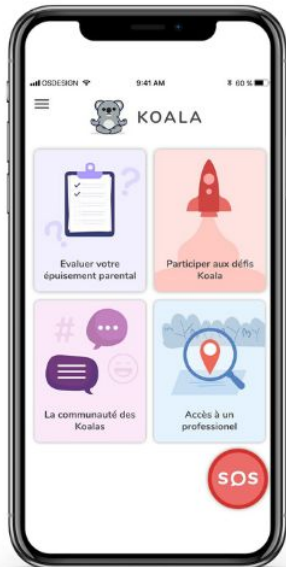 OSDESIGN 9:41 AM 60 %
KOALA
Evaluer votre
épuisement parental
Participer aux défis
Koala
La communauté des
Koalas
Accès à un
professionel
SOS